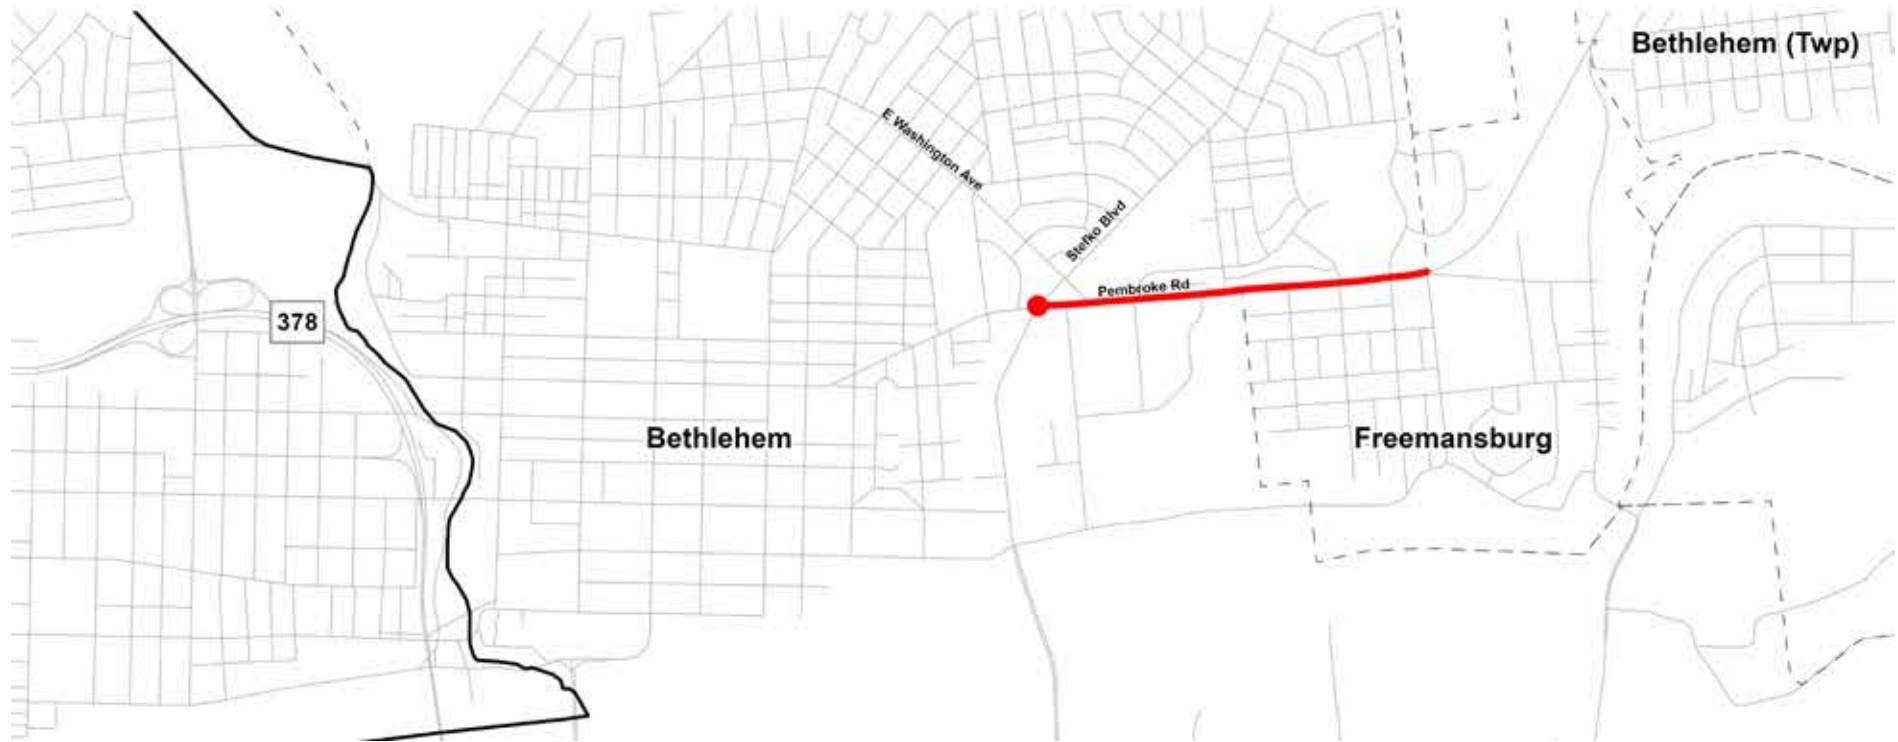 Bethlehem (Twp)
E Washington Ave
Stefko Blvd
Pembroke Rd
378
Bethlehem
Freemansburg